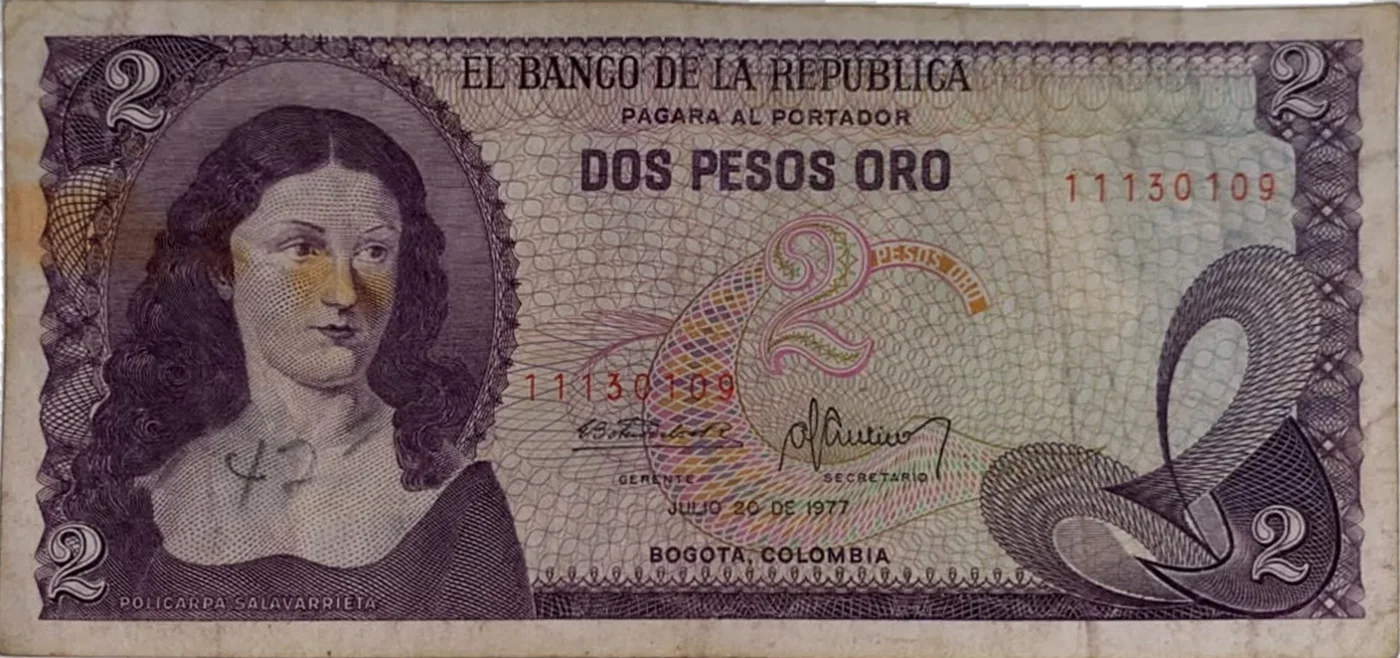 2
2
EL BANCO DE LA REPUBLICA
PAGARA AL PORTADOR
DOS PESOS ORO
11130109
2 PESOS ORO
11130109
GERENTE SECRETARIO
JULIO 20 DE 1977
BOGOTA, COLOMBIA
2
2
POLICARPA SALAVARRIETA